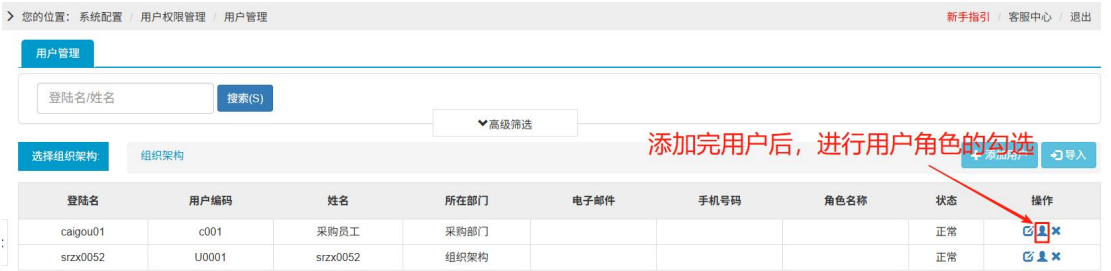 您的位置： 系统配置 / 用户权限管理 / 用户管理
新手指引 / 客服中心 / 退出
用户管理
登陆名/姓名 搜索(S)
高级筛选
添加完用户后，进行用户角色的勾选
选择组织架构: 组织架构 添加用户 导入
登陆名 用户编码 姓名 所在部门 电子邮件 手机号码 角色名称 状态 操作
caigou01 c001 采购员工 采购部门 正常
srzx0052 U0001 srzx0052 组织架构 正常